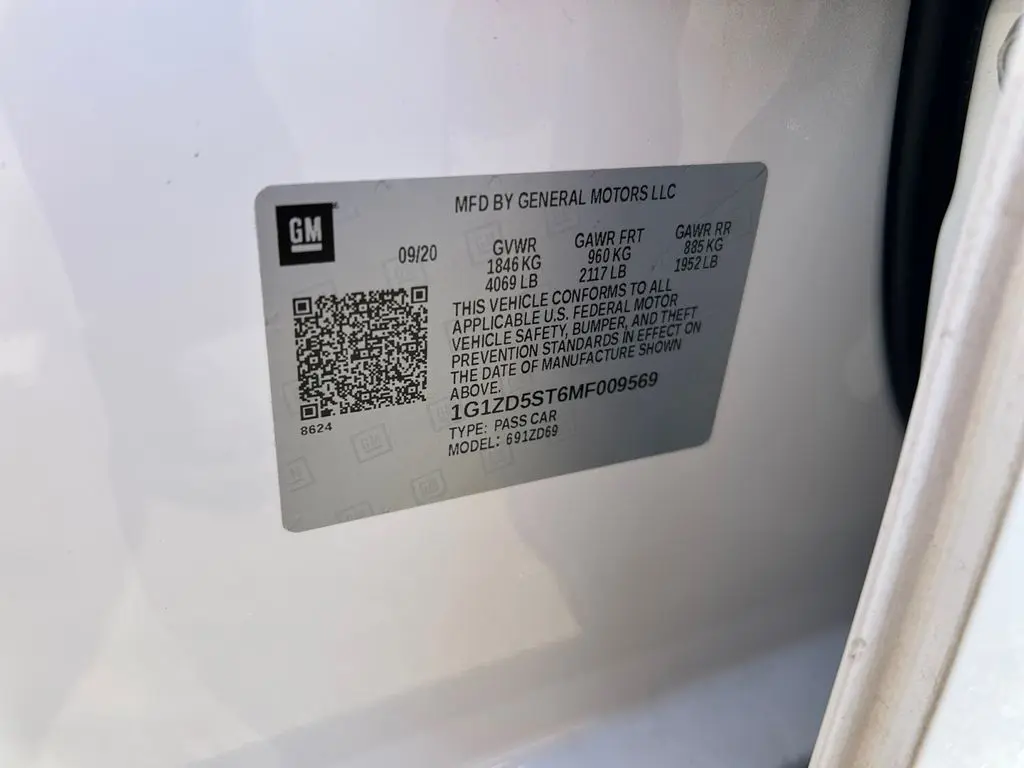 GM
MFD BY GENERAL MOTORS LLC
09/20
GVWR
1846 KG
4069 LB
GAWR FRT
960 KG
2117 LB
GAWR RR
885 KG
1952 LB
THIS VEHICLE CONFORMS TO ALL
APPLICABLE U.S. FEDERAL MOTOR
VEHICLE SAFETY, BUMPER, AND THEFT
PREVENTION STANDARDS IN EFFECT ON
THE DATE OF MANUFACTURE SHOWN
ABOVE.
1G1ZD5ST6MF009569
TYPE: PASS CAR
MODEL: 691ZD69
8624